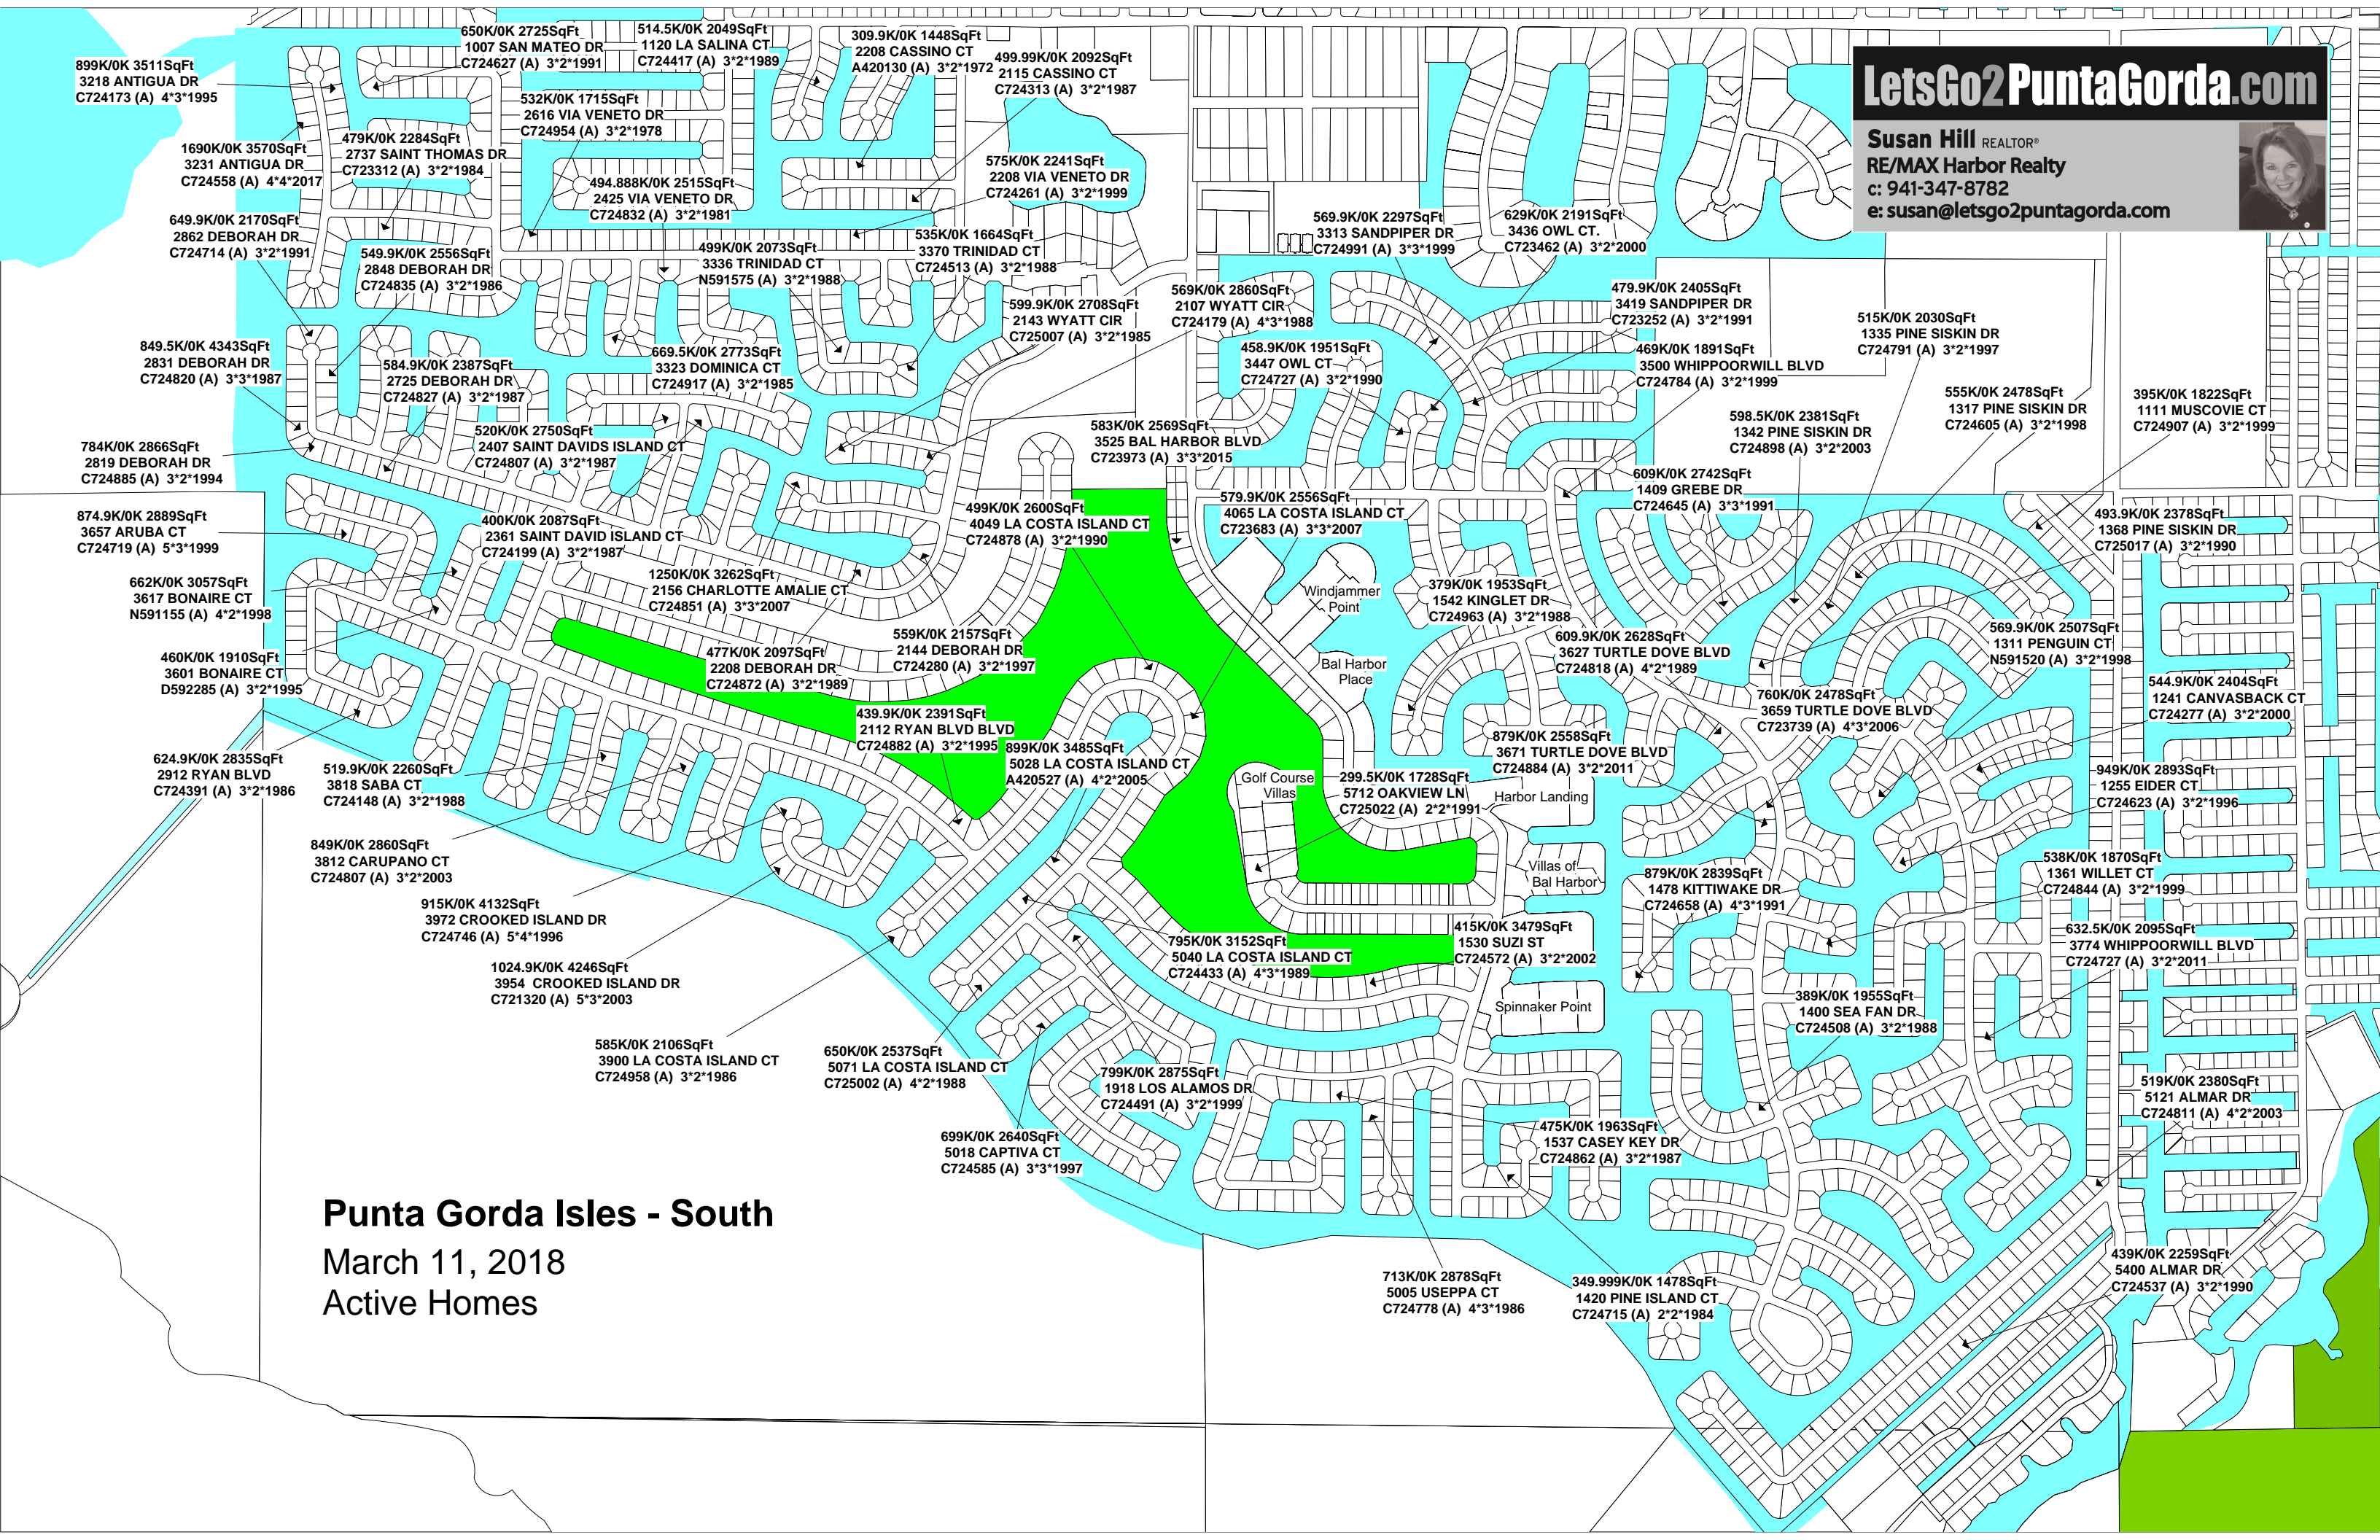 650K/0K 2725SqFt
1007 SAN MATEO DR
C724627 (A) 3*2*1991
514.5K/0K 2049SqFt
1120 LA SALINA CT
C724417 (A) 3*2*1989
309.9K/0K 1448SqFt
2208 CASSINO CT
A420130 (A) 3*2*1972
499.99K/0K 2092SqFt
2115 CASSINO CT
C724313 (A) 3*2*1987
899K/0K 3511SqFt
3218 ANTIGUA DR
C724173 (A) 4*3*1995
LetsGo2PuntaGorda.com
Susan Hill REALTOR®
RE/MAX Harbor Realty
c: 941-347-8782
e: susan@letsgo2puntagorda.com
532K/0K 1715SqFt
2616 VIA VENETO DR
C724954 (A) 3*2*1978
1690K/0K 3570SqFt
3231 ANTIGUA DR
C724558 (A) 4*4*2017
479K/0K 2284SqFt
2737 SAINT THOMAS DR
C723312 (A) 3*2*1984
575K/0K 2241SqFt
2208 VIA VENETO DR
C724261 (A) 3*2*1999
494.888K/0K 2515SqFt
2425 VIA VENETO DR
C724832 (A) 3*2*1981
649.9K/0K 2170SqFt
2862 DEBORAH DR
C724714 (A) 3*2*1991
549.9K/0K 2556SqFt
2848 DEBORAH DR
C724835 (A) 3*2*1986
499K/0K 2073SqFt
3336 TRINIDAD CT
N591575 (A) 3*2*1988
535K/0K 1664SqFt
3370 TRINIDAD CT
C724513 (A) 3*2*1988
569.9K/0K 2297SqFt
3313 SANDPIPER DR
C724991 (A) 3*3*1999
629K/0K 2191SqFt
3436 OWL CT.
C723462 (A) 3*2*2000
599.9K/0K 2708SqFt
2143 WYATT CIR
C725007 (A) 3*2*1985
569K/0K 2860SqFt
2107 WYATT CIR
C724179 (A) 4*3*1988
479.9K/0K 2405SqFt
3419 SANDPIPER DR
C723252 (A) 3*2*1991
515K/0K 2030SqFt
1335 PINE SISKIN DR
C724791 (A) 3*2*1997
849.5K/0K 4343SqFt
2831 DEBORAH DR
C724820 (A) 3*3*1987
584.9K/0K 2387SqFt
2725 DEBORAH DR
C724827 (A) 3*2*1987
669.5K/0K 2773SqFt
3323 DOMINICA CT
C724917 (A) 3*2*1985
458.9K/0K 1951SqFt
3447 OWL CT
C724727 (A) 3*2*1990
469K/0K 1891SqFt
3500 WHIPPOORWILL BLVD
C724784 (A) 3*2*1999
555K/0K 2478SqFt
1317 PINE SISKIN DR
C724605 (A) 3*2*1998
395K/0K 1822SqFt
1111 MUSCOVIE CT
C724907 (A) 3*2*1999
598.5K/0K 2381SqFt
1342 PINE SISKIN DR
C724898 (A) 3*2*2003
784K/0K 2866SqFt
2819 DEBORAH DR
C724885 (A) 3*2*1994
520K/0K 2750SqFt
2407 SAINT DAVIDS ISLAND CT
C724807 (A) 3*2*1987
583K/0K 2569SqFt
3525 BAL HARBOR BLVD
C723973 (A) 3*3*2015
609K/0K 2742SqFt
1409 GREBE DR
C724645 (A) 3*3*1991
579.9K/0K 2556SqFt
4065 LA COSTA ISLAND CT
C723683 (A) 3*3*2007
499K/0K 2600SqFt
4049 LA COSTA ISLAND CT
C724878 (A) 3*2*1990
874.9K/0K 2889SqFt
3657 ARUBA CT
C724719 (A) 5*3*1999
400K/0K 2087SqFt
2361 SAINT DAVID ISLAND CT
C724199 (A) 3*2*1987
493.9K/0K 2378SqFt
1368 PINE SISKIN DR
C725017 (A) 3*2*1990
662K/0K 3057SqFt
3617 BONAIRE CT
N591155 (A) 4*2*1998
1250K/0K 3262SqFt
2156 CHARLOTTE AMALIE CT
C724851 (A) 3*3*2007
Windjammer
Point
379K/0K 1953SqFt
1542 KINGLET DR
C724963 (A) 3*2*1988
559K/0K 2157SqFt
2144 DEBORAH DR
C724280 (A) 3*2*1997
609.9K/0K 2628SqFt
3627 TURTLE DOVE BLVD
C724818 (A) 4*2*1989
569.9K/0K 2507SqFt
1311 PENGUIN CT
N591520 (A) 3*2*1998
460K/0K 1910SqFt
3601 BONAIRE CT
D592285 (A) 3*2*1995
477K/0K 2097SqFt
2208 DEBORAH DR
C724872 (A) 3*2*1989
Bal Harbor
Place
760K/0K 2478SqFt
3659 TURTLE DOVE BLVD
C723739 (A) 4*3*2006
544.9K/0K 2404SqFt
1241 CANVASBACK CT
C724277 (A) 3*2*2000
439.9K/0K 2391SqFt
2112 RYAN BLVD BLVD
C724882 (A) 3*2*1995
899K/0K 3485SqFt
5028 LA COSTA ISLAND CT
A420527 (A) 4*2*2005
879K/0K 2558SqFt
3671 TURTLE DOVE BLVD
C724884 (A) 3*2*2011
624.9K/0K 2835SqFt
2912 RYAN BLVD
C724391 (A) 3*2*1986
519.9K/0K 2260SqFt
3818 SABA CT
C724148 (A) 3*2*1988
Golf Course
Villas
299.5K/0K 1728SqFt
5712 OAKVIEW LN
C725022 (A) 2*2*1991
Harbor Landing
949K/0K 2893SqFt
1255 EIDER CT
C724623 (A) 3*2*1996
849K/0K 2860SqFt
3812 CARUPANO CT
C724807 (A) 3*2*2003
Villas of
Bal Harbor
879K/0K 2839SqFt
1478 KITTIWAKE DR
C724658 (A) 4*3*1991
538K/0K 1870SqFt
1361 WILLET CT
C724844 (A) 3*2*1999
915K/0K 4132SqFt
3972 CROOKED ISLAND DR
C724746 (A) 5*4*1996
795K/0K 3152SqFt
5040 LA COSTA ISLAND CT
C724433 (A) 4*3*1989
415K/0K 3479SqFt
1530 SUZI ST
C724572 (A) 3*2*2002
632.5K/0K 2095SqFt
3774 WHIPPOORWILL BLVD
C724727 (A) 3*2*2011
1024.9K/0K 4246SqFt
3954 CROOKED ISLAND DR
C721320 (A) 5*3*2003
Spinnaker Point
389K/0K 1955SqFt
1400 SEA FAN DR
C724508 (A) 3*2*1988
585K/0K 2106SqFt
3900 LA COSTA ISLAND CT
C724958 (A) 3*2*1986
650K/0K 2537SqFt
5071 LA COSTA ISLAND CT
C725002 (A) 4*2*1988
799K/0K 2875SqFt
1918 LOS ALAMOS DR
C724491 (A) 3*2*1999
519K/0K 2380SqFt
5121 ALMAR DR
C724811 (A) 4*2*2003
699K/0K 2640SqFt
5018 CAPTIVA CT
C724585 (A) 3*3*1997
475K/0K 1963SqFt
1537 CASEY KEY DR
C724862 (A) 3*2*1987
Punta Gorda Isles - South
March 11, 2018
Active Homes
713K/0K 2878SqFt
5005 USEPPA CT
C724778 (A) 4*3*1986
349.999K/0K 1478SqFt
1420 PINE ISLAND CT
C724715 (A) 2*2*1984
439K/0K 2259SqFt
5400 ALMAR DR
C724537 (A) 3*2*1990